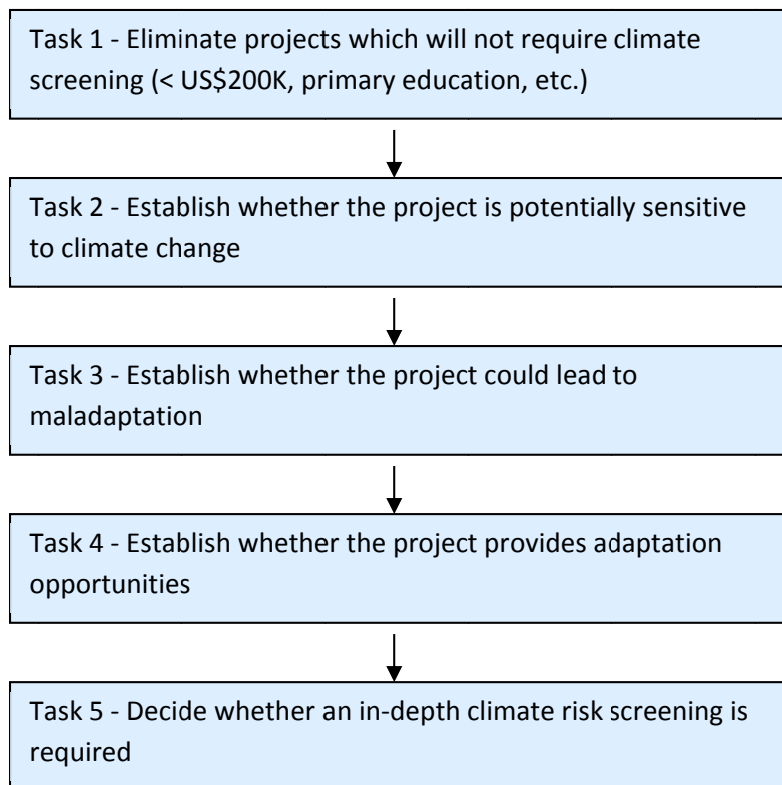 Task 1 - Eliminate projects which will not require climate
screening (< US$200K, primary education, etc.)
Task 2 - Establish whether the project is potentially sensitive
to climate change
Task 3 - Establish whether the project could lead to
maladaptation
Task 4 - Establish whether the project provides adaptation
opportunities
Task 5 - Decide whether an in-depth climate risk screening is
required